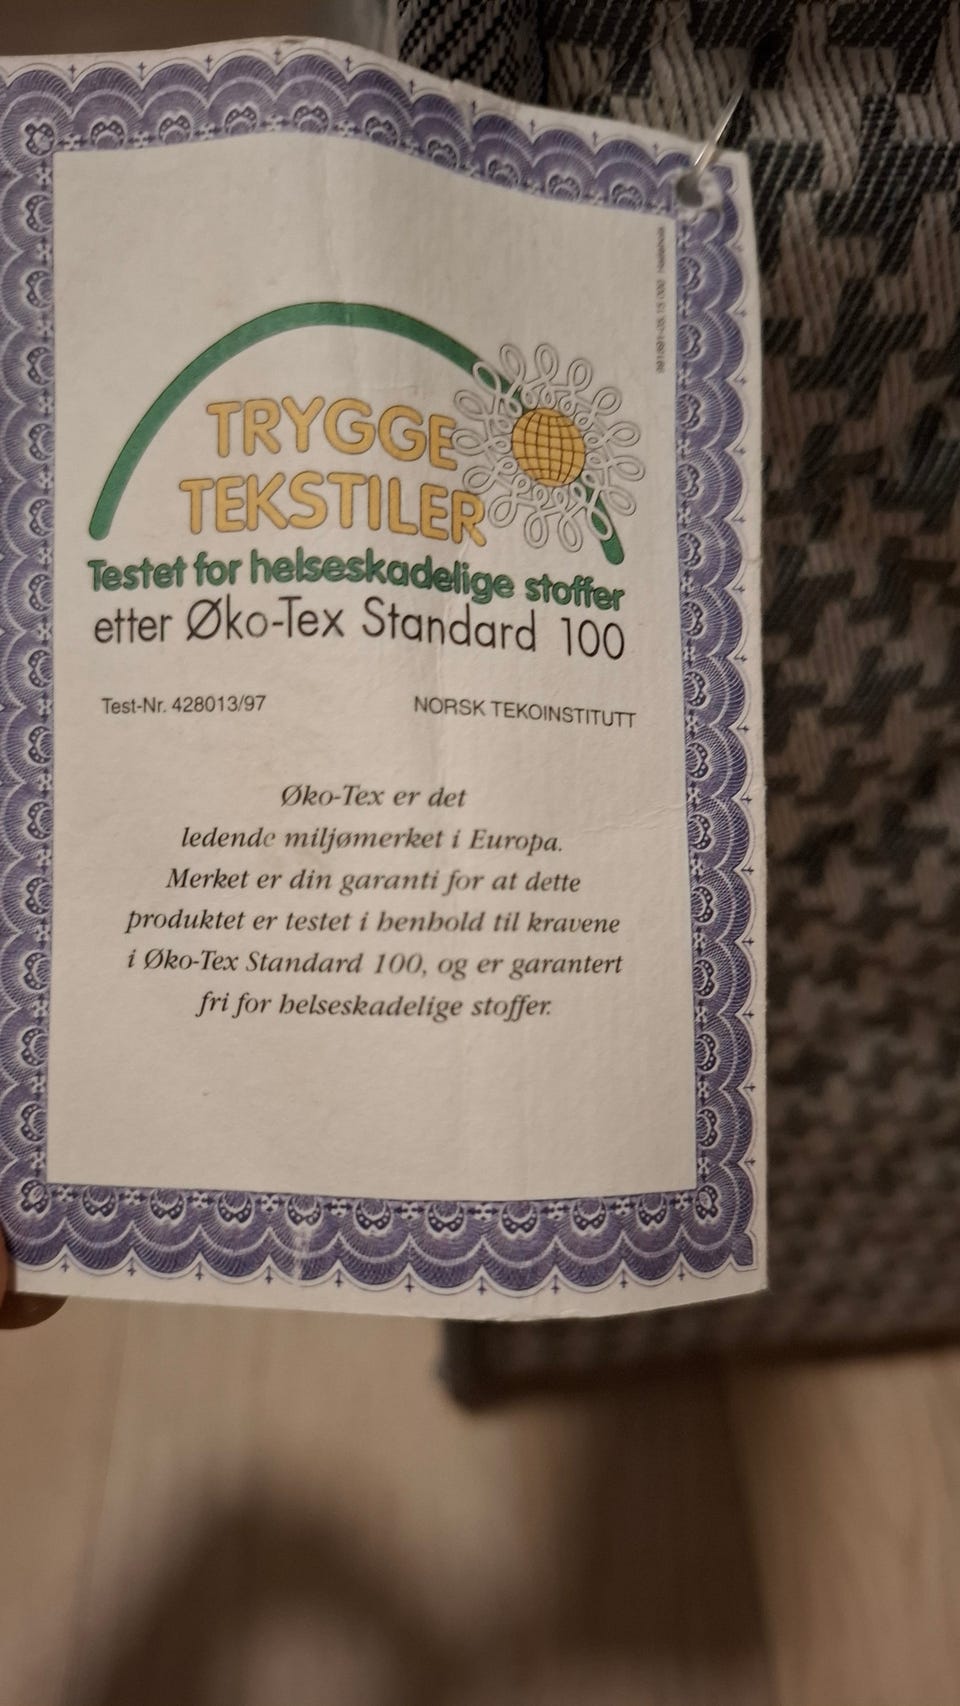 TRYGGE
TEKSTILER
Testet for helseskadelige stoffer
etter Øko-Tex Standard 100
Test-Nr. 428013/97
NORSK TEKOINSTITUTT
Øko-Tex er det
ledende miljømerket i Europa.
Merket er din garanti for at dette
produktet er testet i henhold til kravene
i Øko-Tex Standard 100, og er garantert
fri for helseskadelige stoffer.